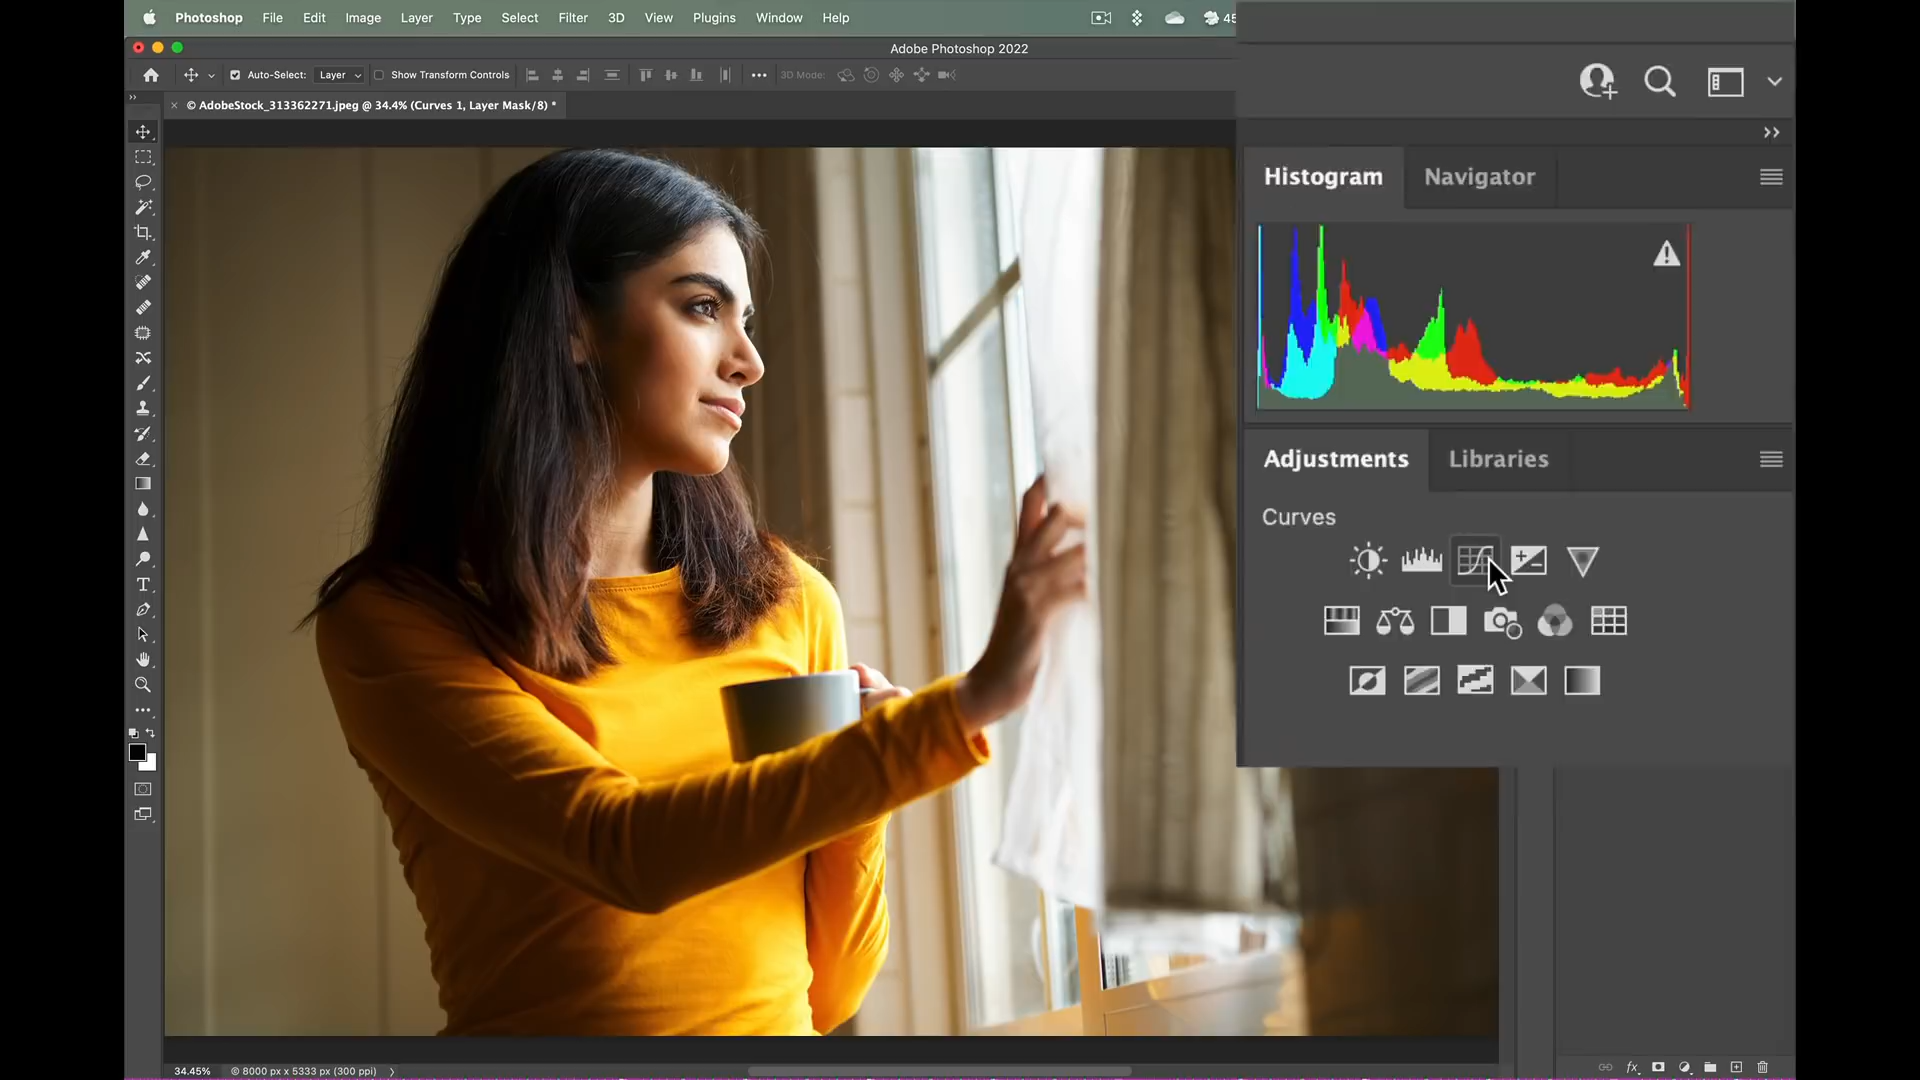 Photoshop File Edit Image Layer Type Select Filter 3D View Plugins Window Help 45
Adobe Photoshop 2022
Auto-Select: Layer Show Transform Controls 3D Mode:
© AdobeStock_313362271.jpeg @ 34.4% (Curves 1, Layer Mask/8) *
Histogram Navigator
Adjustments Libraries
Curves
34.45% © 8000 px x 5333 px (300 ppi)